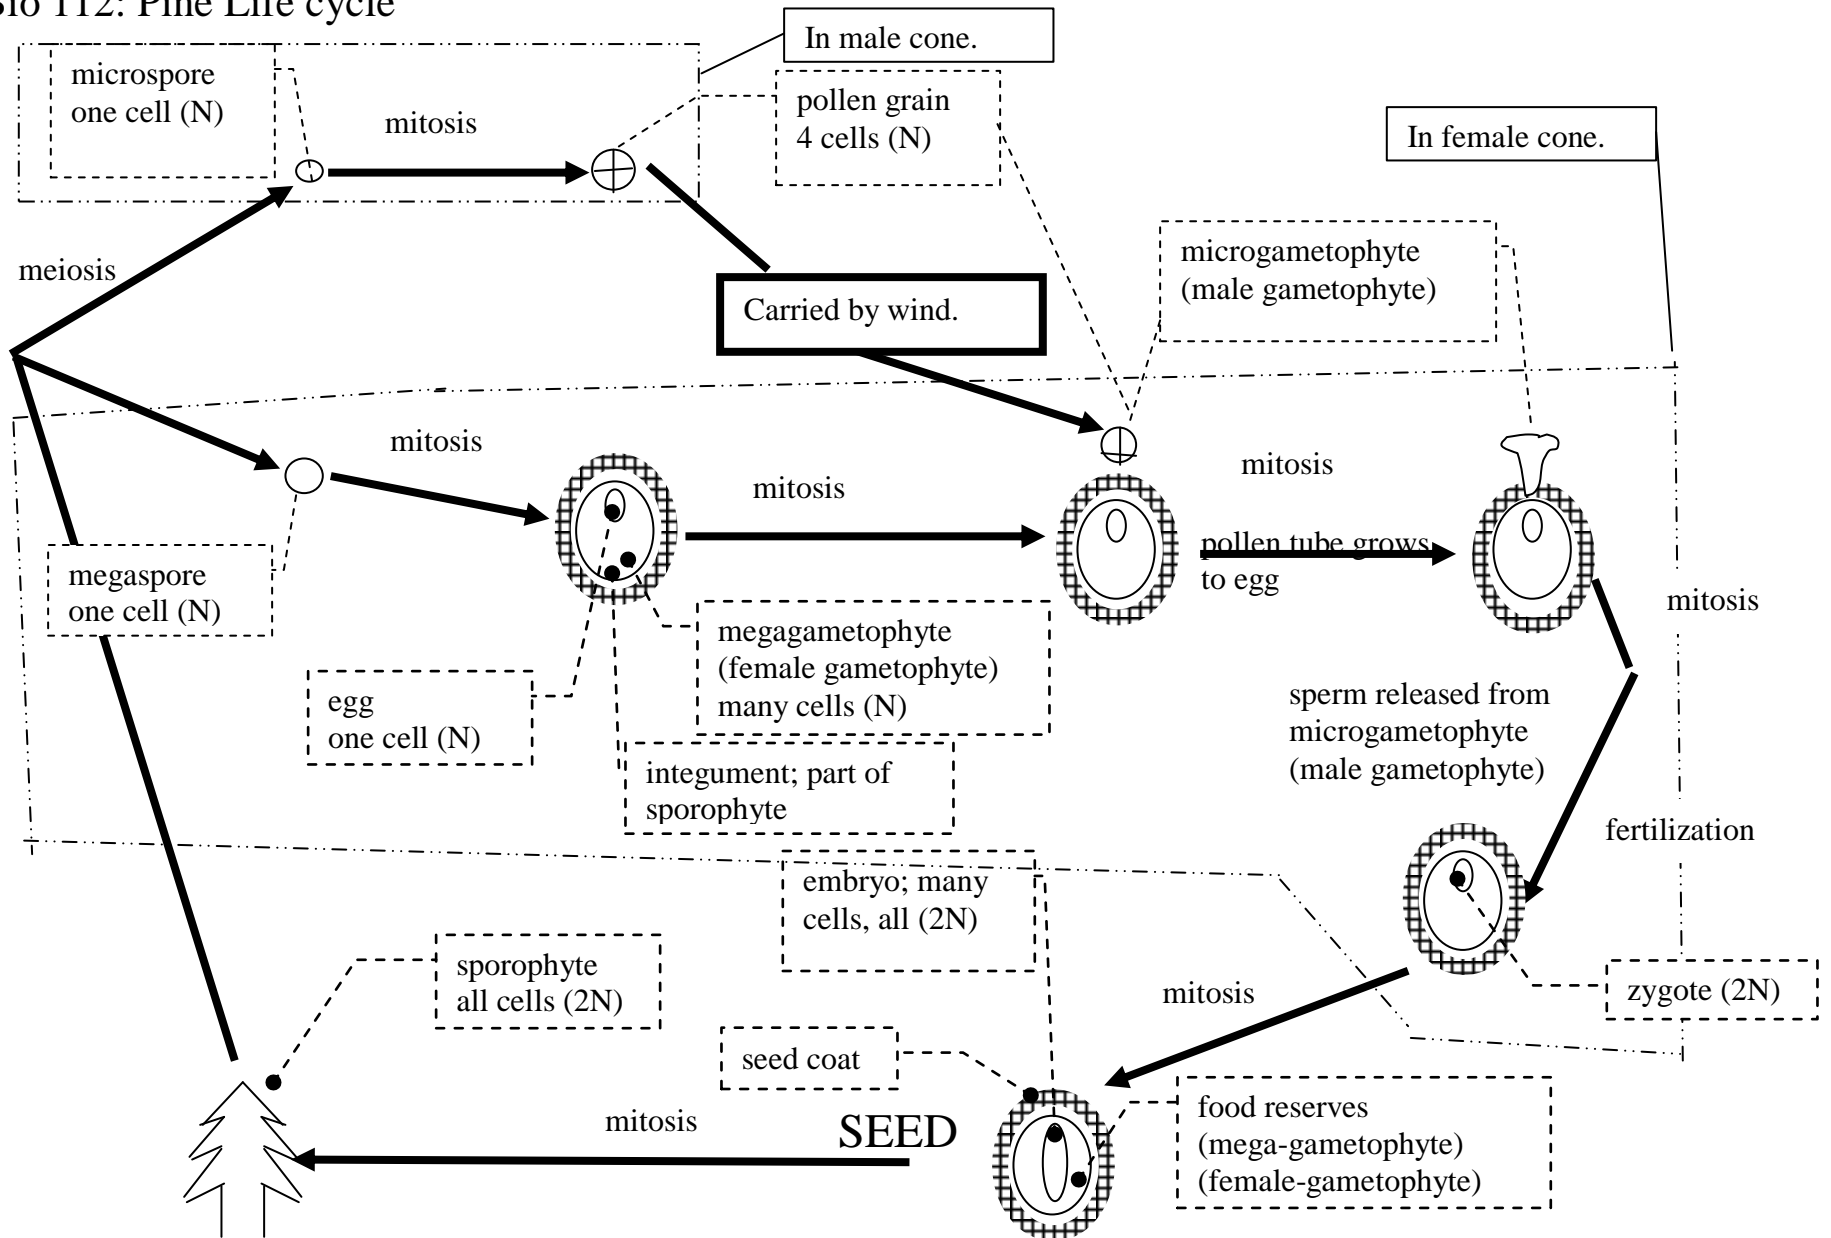 Bio 112: Pine Life cycle
In male cone.
microspore
one cell (N)
mitosis
pollen grain
4 cells (N)
In female cone.
meiosis
Carried by wind.
microgametophyte
(male gametophyte)
mitosis
mitosis
mitosis
pollen tube grows
to egg
mitosis
megaspore
one cell (N)
egg
one cell (N)
megagametophyte
(female gametophyte)
many cells (N)
integument; part of
sporophyte
sperm released from
microgametophyte
(male gametophyte)
fertilization
embryo; many
cells, all (2N)
sporophyte
all cells (2N)
mitosis
zygote (2N)
seed coat
mitosis
SEED
food reserves
(mega-gametophyte)
(female-gametophyte)